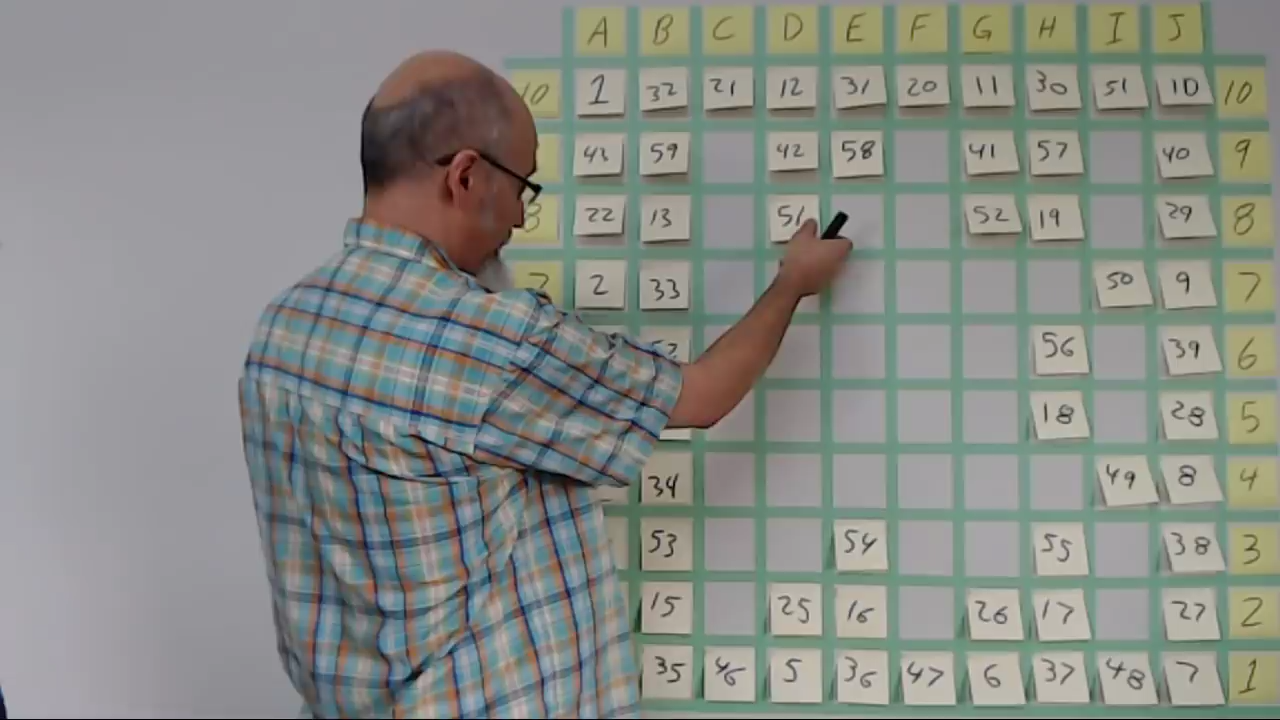 A B C D E F G H I J
10 1 32 21 12 31 20 11 30 51 10 10
43 59 42 58 41 57 40 9
8 22 13 51 52 19 29 8
7 2 33 50 9 7
52 56 39 6
18 28 5
34 49 8 4
53 54 55 38 3
15 25 16 26 17 27 2
35 46 5 36 47 6 37 48 7 1